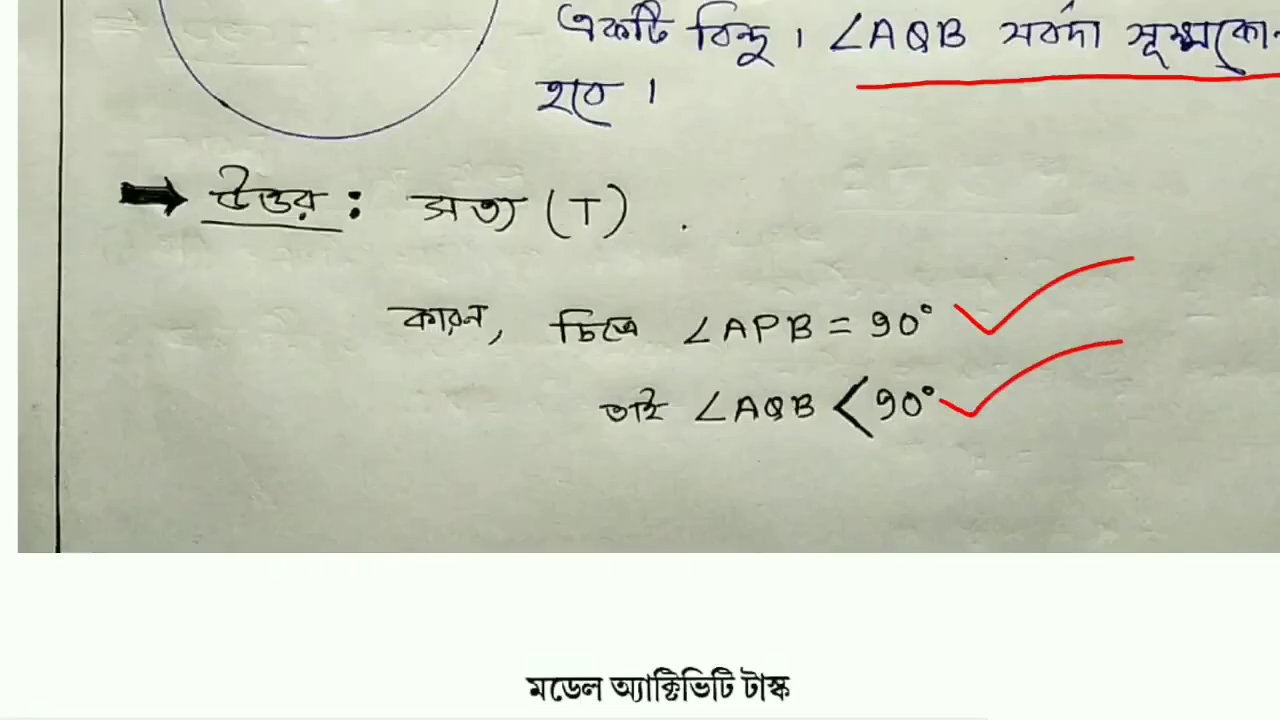 একটি বিন্দু । ∠AQB সর্বদা সূক্ষ্মকো-
হবে ।
উত্তর : সত্য (T) .
কারন, চিত্রে ∠APB = 90°
তাই ∠AQB < 90°
মডেল অ্যাক্টিভিটি টাস্ক